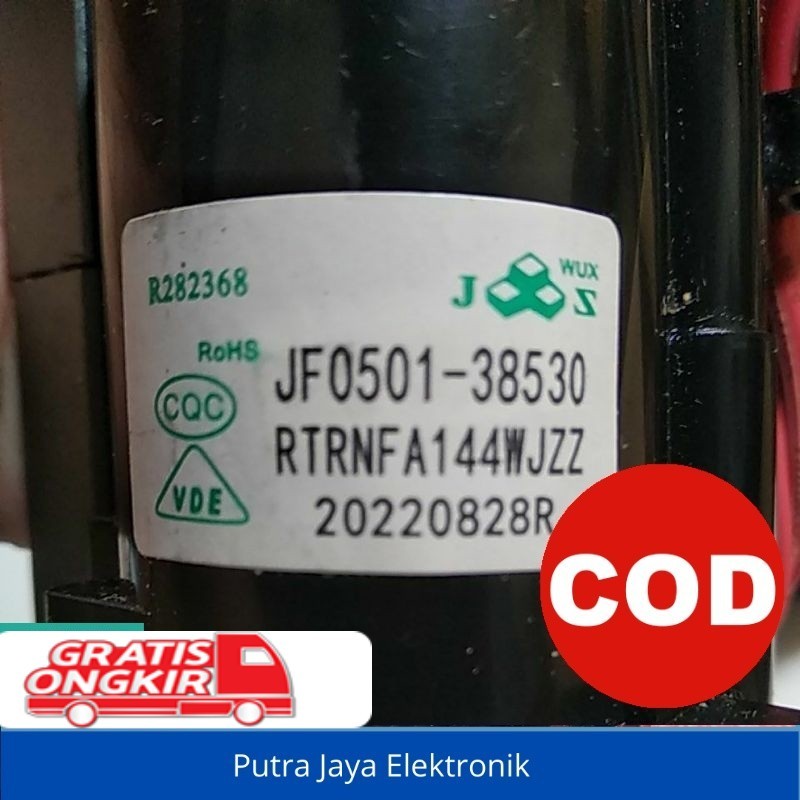 R282368
WUX
J S
RoHS
JF0501-38530
CQC
RTRNFA144WJZZ
VDE
20220828R
COD
GRATIS
ONGKIR
Putra Jaya Elektronik